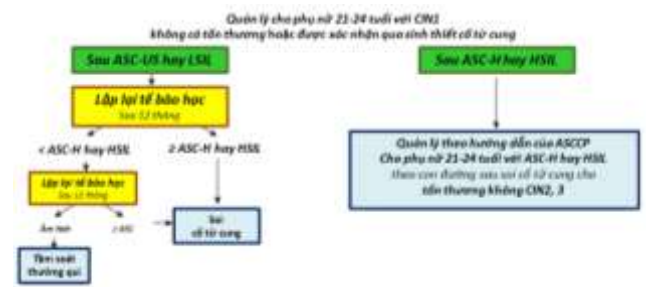 Quản lý cho phụ nữ 21-24 tuổi với CIN1
không có tổn thương hoặc được xác nhận qua sinh thiết cổ tử cung
Sau ASC-US hay LSIL
Lập lại tế bào học
Sau 12 tháng
< ASC-H hay HSIL
≥ ASC-H hay HSIL
Lập lại tế bào học
Sau 12 tháng
Âm tính
≥ ASC
Soi
cổ tử cung
Tầm soát
thường qui
Sau ASC-H hay HSIL
Quản lý theo hướng dẫn của ASCCP
Cho phụ nữ 21-24 tuổi với ASC-H hay HSIL
theo con đường sau soi cổ tử cung cho
tổn thương không CIN2, 3